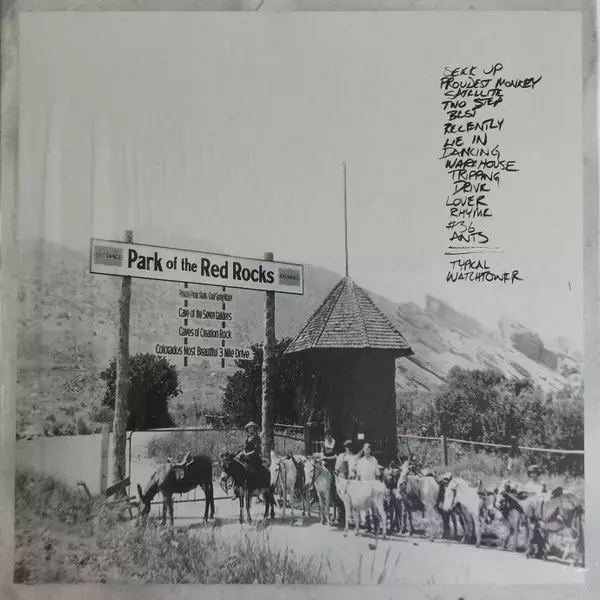 SEEK UP
PROUDEST MONKEY
SATELLITE
TWO STEP
BEST
RECENTLY
LIE IN
DANCING
WAREHOUSE
TRIPPING
DRIVE
LOVER
RHYME
#36
ANTS
TYPICAL
WATCHTOWER
ENTRANCE Park of the Red Rocks ENTRANCE
Cave of the Seven Ladders
Caves of Creation Rock
Colorados Most Beautiful 3 Mile Drive